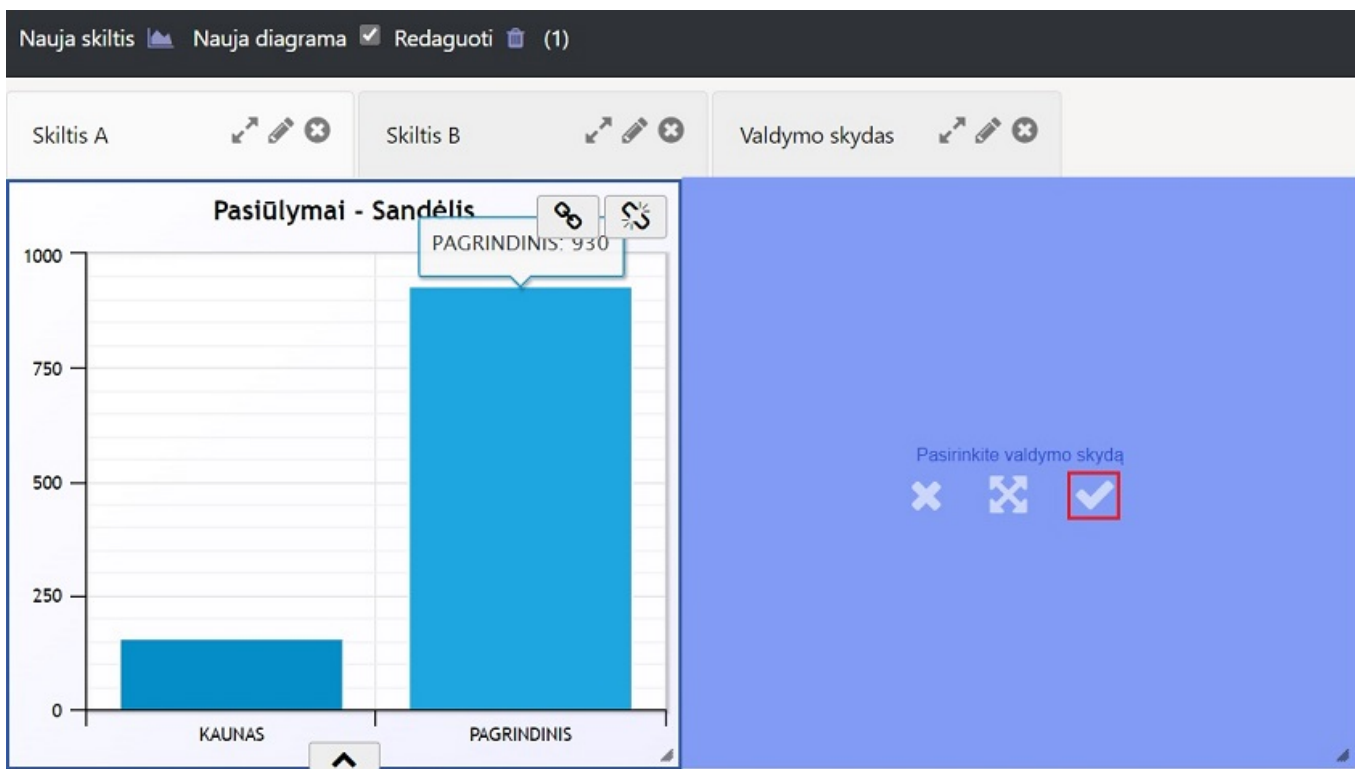 Nauja skiltis Nauja diagrama Redaguoti (1)
Skiltis A Skiltis B Valdymo skydas
Pasiūlymai - Sandėlis
PAGRINDINIS: 930
1000
750
500
250
0
KAUNAS PAGRINDINIS
Pasirinkite valdymo skydą